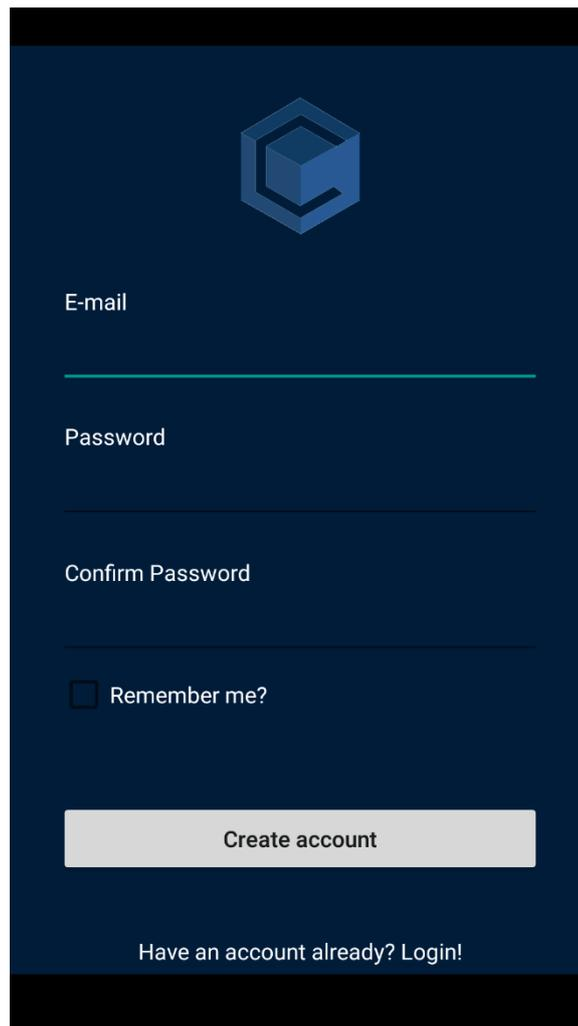 E-mail
Password
Confirm Password
Remember me?
Create account
Have an account already? Login!